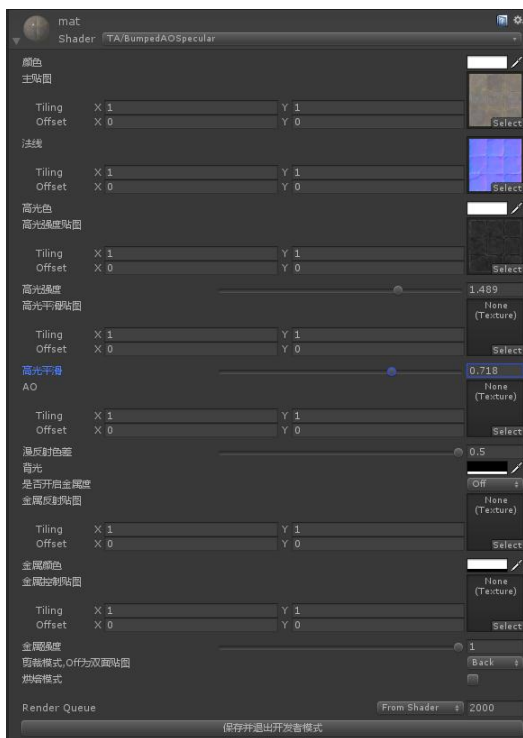 mat
Shader TA/BumpedAOSpecular
颜色
主贴图
Tiling X 1 Y 1
Offset X 0 Y 0
Select
法线
Tiling X 1 Y 1
Offset X 0 Y 0
Select
高光色
高光强度贴图
Tiling X 1 Y 1
Offset X 0 Y 0
Select
高光强度 1.489
高光平滑贴图 None
(Texture)
Tiling X 1 Y 1
Offset X 0 Y 0
Select
高光平滑 0.718
AO None
(Texture)
Tiling X 1 Y 1
Offset X 0 Y 0
Select
漫反射色差 0.5
背光
是否开启金属度 Off
金属反射贴图 None
(Texture)
Tiling X 1 Y 1
Offset X 0 Y 0
Select
金属颜色
金属控制贴图 None
(Texture)
Tiling X 1 Y 1
Offset X 0 Y 0
Select
金属强度 1
剪裁模式,Off为双面贴图 Back
烘焙模式
Render Queue From Shader 2000
保存并退出开发者模式